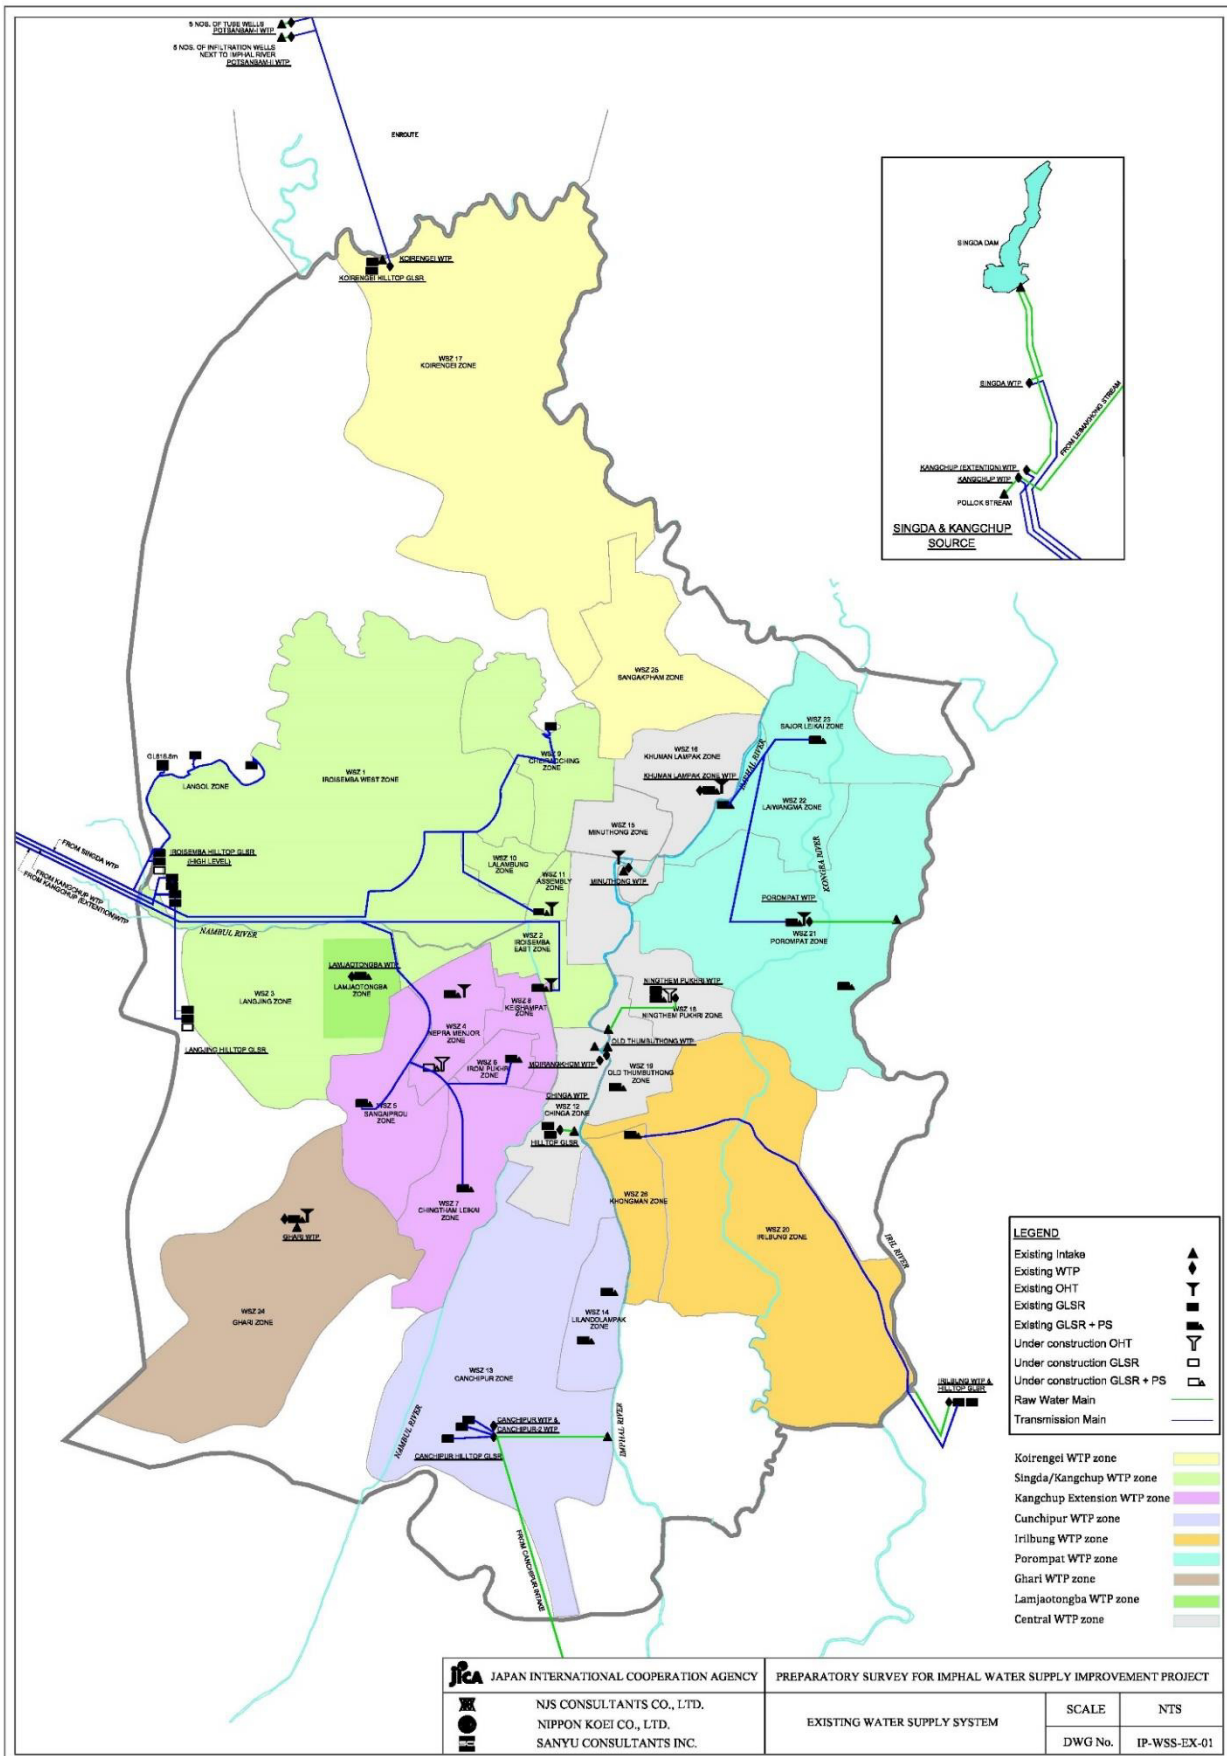 5 NOS. OF TUBE WELLS
POTSANBAM-I WTP
6 NOS. OF INFILTRATION WELLS
NEXT TO IMPHAL RIVER
POTSANBAM-II WTP
ENROUTE
KOIRENGEI WTP
KOIRENGEI HILLTOP GLSR
WSZ 17
KOIRENGEI ZONE
SINGDA DAM
SINGDA WTP
FROM LEIMAKHONG STREAM
KANGCHUP (EXTENTION) WTP
KANGCHUP WTP
POLLOK STREAM
SINGDA & KANGCHUP
SOURCE
WSZ 25
SANGAKPHAM ZONE
WSZ 23
SAJOR LEIKAI ZONE
WSZ 16
KHUMAN LAMPAK ZONE
KHUMAN LAMPAK ZONE WTP
IMPHAL RIVER
WSZ 9
CHEIRAOCHING
ZONE
WSZ 1
IROISEMBA WEST ZONE
LANGOL ZONE
WSZ 22
LAIWANGMA ZONE
WSZ 15
MINUTHONG ZONE
KONGBA RIVER
IROISEMBA HILLTOP GLSR
(HIGH LEVEL)
WSZ 10
LALAMBUNG
ZONE
WSZ 11
ASSEMBLY
ZONE
MINUTHONG WTP
FROM SINGDA WTP
FROM KANGCHUP WTP
FROM KANGCHUP (EXTENTION)WTP
POROMPAT WTP
WSZ 21
POROMPAT ZONE
NAMBUL RIVER
WSZ 2
IROISEMBA
EAST ZONE
LAMJAOTONGBA WTP
LAMJAOTONGBA
ZONE
WSZ 3
LANGJING ZONE
LANGJING HILLTOP GLSR
WSZ 8
KEISHAMPAT
ZONE
WSZ 4
NEPRA MENJOR
ZONE
NINGTHEM PUKHRI WTP
WSZ 18
NINGTHEM PUKHRI ZONE
OLD THUMBUTHONG WTP
MOIRANGKHOM WTP
WSZ 6
IROM PUKHRI
ZONE
WSZ 19
OLD THUMBUTHONG
ZONE
WSZ 5
SANGAIPROU
ZONE
CHINGA WTP
WSZ 12
CHINGA ZONE
HILLTOP GLSR
WSZ 7
CHINGTHAM LEIKAI
ZONE
WSZ 26
KHONGMAN ZONE
WSZ 20
IRILBUNG ZONE
IRIL RIVER
GHARI WTP
WSZ 24
GHARI ZONE
WSZ 14
LILANDOLAMPAK
ZONE
WSZ 13
CANCHIPUR ZONE
IRILBUNG WTP &
HILLTOP GLSR
CANCHIPUR WTP &
CANCHIPUR-2 WTP
CANCHIPUR HILLTOP GLSR
NAMBUL RIVER
IMPHAL RIVER
FROM CANCHIPUR INTAKE
LEGEND
Existing Intake
Existing WTP
Existing OHT
Existing GLSR
Existing GLSR + PS
Under construction OHT
Under construction GLSR
Under construction GLSR + PS
Raw Water Main
Transmission Main
Koirengei WTP zone
Singda/Kangchup WTP zone
Kangchup Extension WTP zone
Cunchipur WTP zone
Irilbung WTP zone
Porompat WTP zone
Ghari WTP zone
Lamjaotongba WTP zone
Central WTP zone
jica JAPAN INTERNATIONAL COOPERATION AGENCY
NJS CONSULTANTS CO., LTD.
NIPPON KOEI CO., LTD.
SANYU CONSULTANTS INC.
PREPARATORY SURVEY FOR IMPHAL WATER SUPPLY IMPROVEMENT PROJECT
EXISTING WATER SUPPLY SYSTEM
SCALE NTS
DWG No. IP-WSS-EX-01